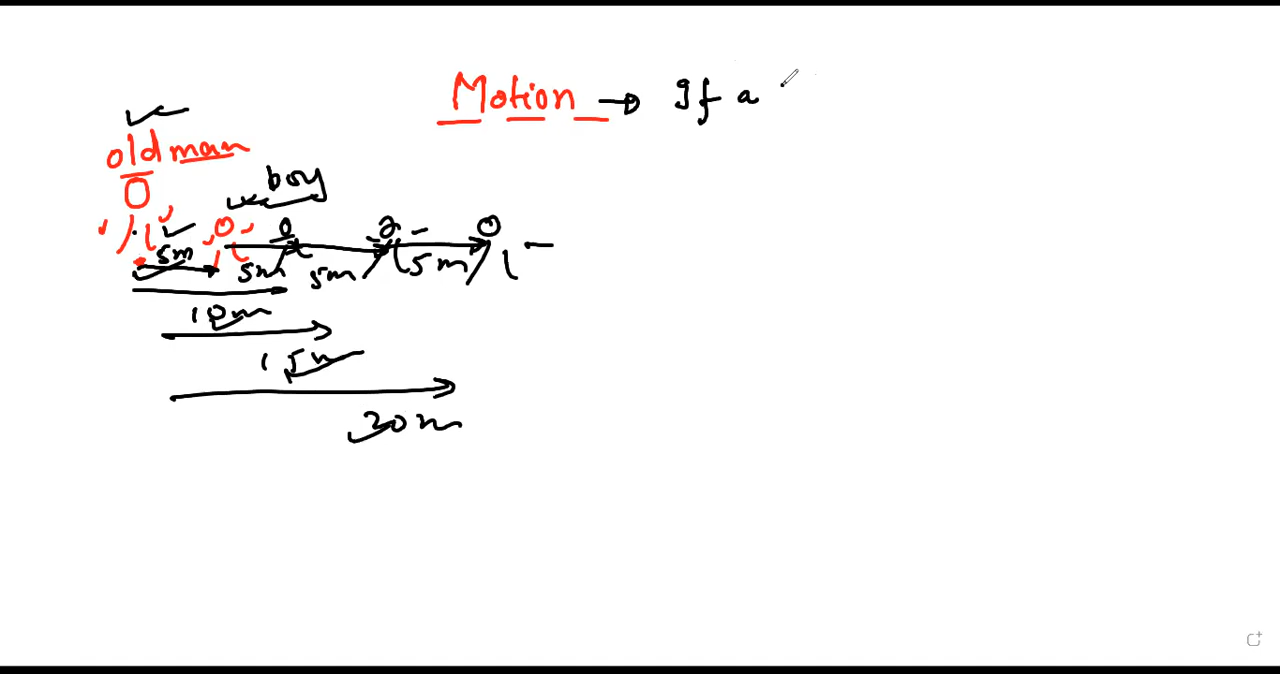 Motion → If a
old man
boy
5m
5m
5m
5m
10m
15m
20m